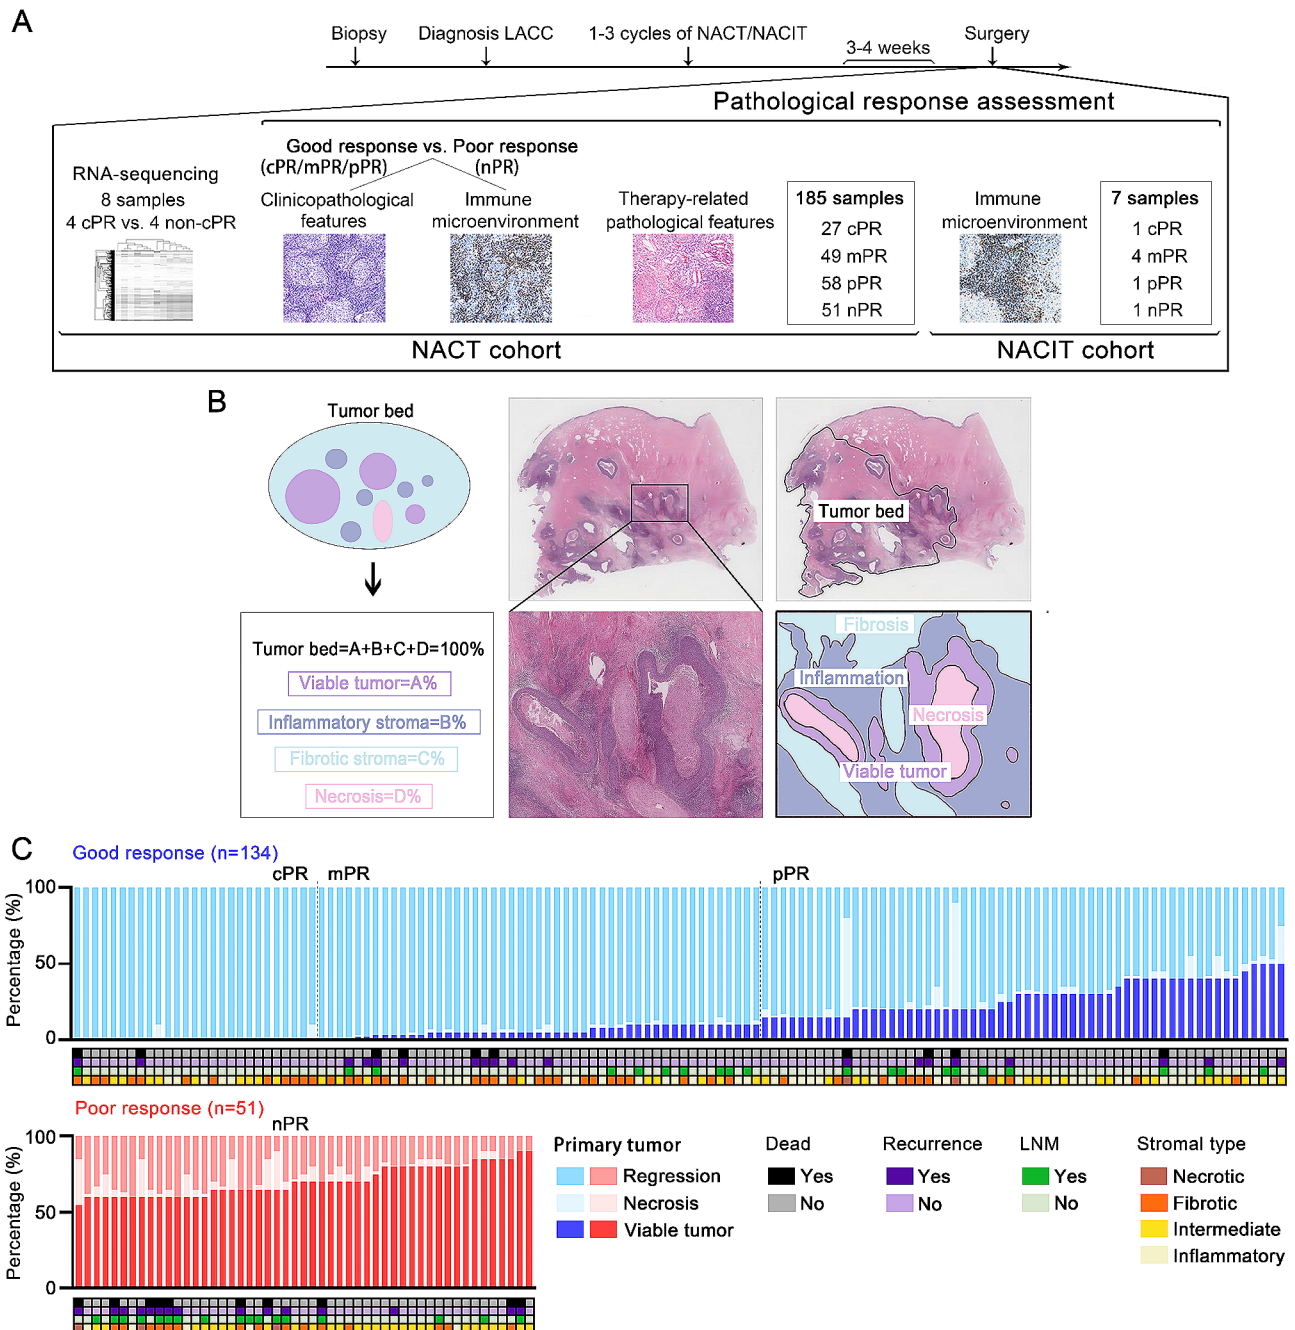 A
Biopsy
Diagnosis LACC
1-3 cycles of NACT/NACIT
3-4 weeks
Surgery
Pathological response assessment
Good response vs. Poor response
(cPR/mPR/pPR)
(nPR)
RNA-sequencing
8 samples
4 cPR vs. 4 non-cPR
Clinicopathological
features
Immune
microenvironment
Therapy-related
pathological features
185 samples
27 cPR
49 mPR
58 pPR
51 nPR
Immune
microenvironment
7 samples
1 cPR
4 mPR
1 pPR
1 nPR
NACT cohort
NACIT cohort
B
Tumor bed
Tumor bed=A+B+C+D=100%
Viable tumor=A%
Inflammatory stroma=B%
Fibrotic stroma=C%
Necrosis=D%
Tumor bed
Fibrosis
Inflammation
Necrosis
Viable tumor
C
Good response (n=134)
cPR
mPR
pPR
Percentage (%)
100
50
0
Poor response (n=51)
nPR
Percentage (%)
100
50
0
Primary tumor
Regression
Necrosis
Viable tumor
Dead
Yes
No
Recurrence
Yes
No
LNM
Yes
No
Stromal type
Necrotic
Fibrotic
Intermediate
Inflammatory